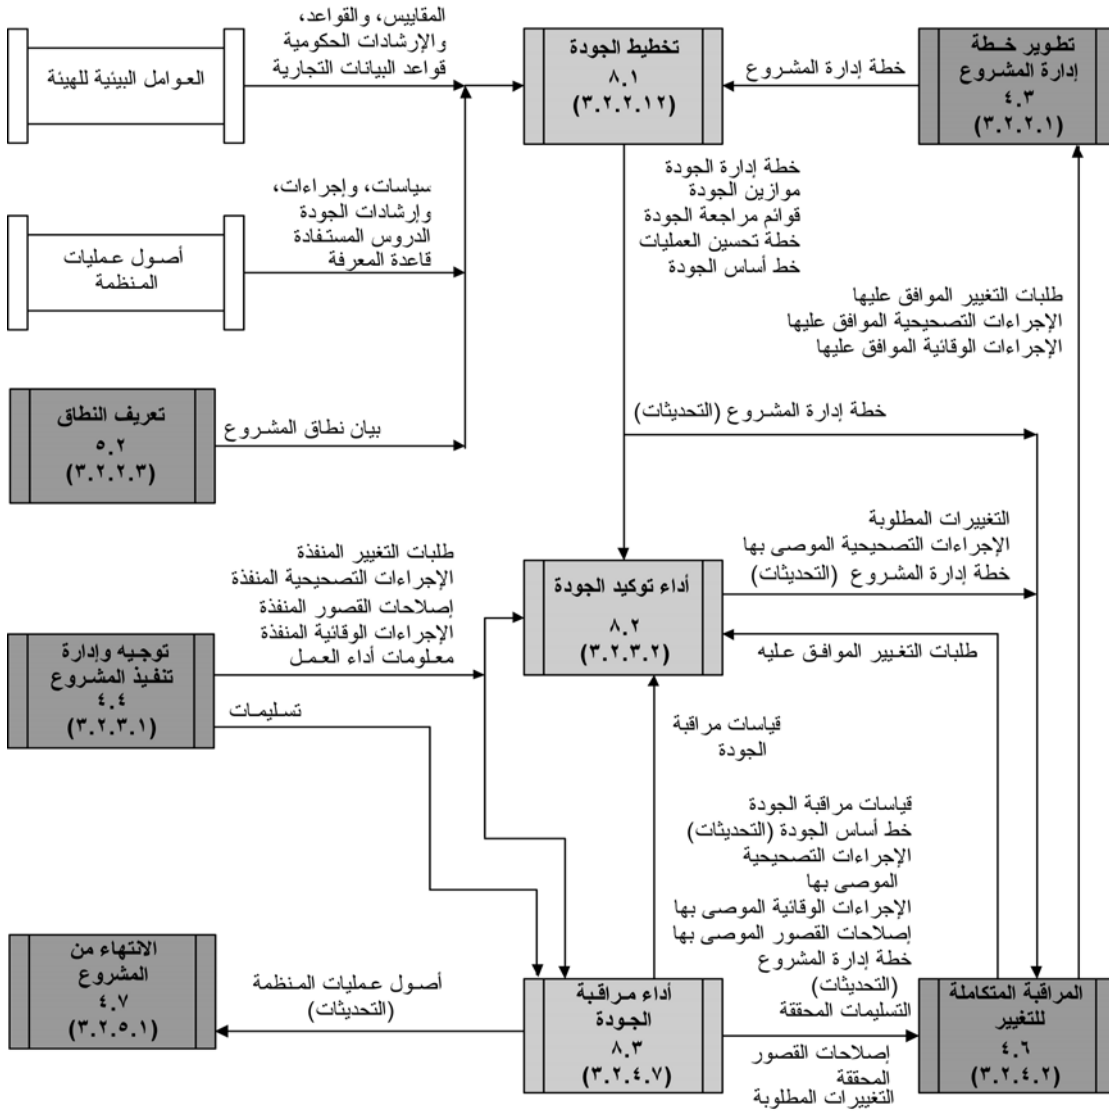 المقاييس، والقواعد،
والإرشادات الحكومية
قواعد البيانات التجارية
العوامل البيئية للهيئة
تخطيط الجودة
٨.١
(٣.٢.٢.١٢)
خطة إدارة المشروع
تطوير خطة
إدارة المشروع
٤.٣
(٣.٢.٢.١)
سياسات، وإجراءات،
وإرشادات الجودة
الدروس المستفادة
قاعدة المعرفة
أصول عمليات
المنظمة
خطة إدارة الجودة
موازين الجودة
قوائم مراجعة الجودة
خطة تحسين العمليات
خط أساس الجودة
طلبات التغيير الموافق عليها
الإجراءات التصحيحية الموافق عليها
الإجراءات الوقائية الموافق عليها
تعريف النطاق
٥.٢
(٣.٢.٢.٣)
بيان نطاق المشروع
خطة إدارة المشروع (التحديثات)
التغييرات المطلوبة
الإجراءات التصحيحية الموصى بها
خطة إدارة المشروع (التحديثات)
طلبات التغيير المنفذة
الإجراءات التصحيحية المنفذة
إصلاحات القصور المنفذة
الإجراءات الوقائية المنفذة
معلومات أداء العمل
أداء توكيد الجودة
٨.٢
(٣.٢.٣.٢)
طلبات التغيير الموافق عليه
توجيه وإدارة
تنفيذ المشروع
٤.٤
(٣.٢.٣.١)
تسليمات
قياسات مراقبة
الجودة
قياسات مراقبة الجودة
خط أساس الجودة (التحديثات)
الإجراءات التصحيحية
الموصى بها
الإجراءات الوقائية الموصى بها
إصلاحات القصور الموصى بها
خطة إدارة المشروع
(التحديثات)
التسليمات المحققة
الانتهاء من
المشروع
٤.٧
(٣.٢.٥.١)
أصول عمليات المنظمة
(التحديثات)
أداء مراقبة
الجودة
٨.٣
(٣.٢.٤.٧)
إصلاحات القصور
المحققة
التغييرات المطلوبة
المراقبة المتكاملة
للتغيير
٤.٦
(٣.٢.٤.٢)